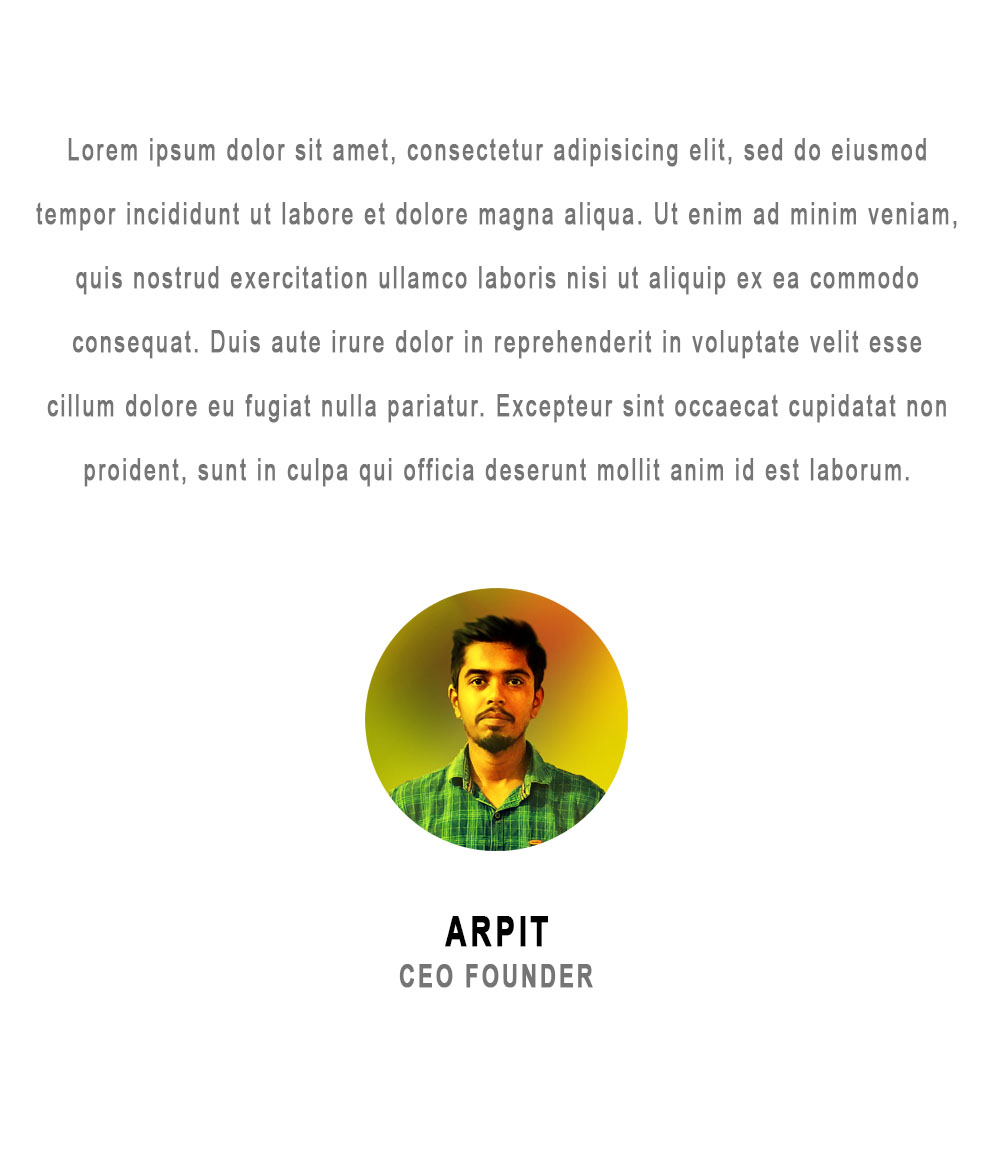 Lorem ipsum dolor sit amet, consectetur adipisicing elit, sed do eiusmod
tempor incididunt ut labore et dolore magna aliqua. Ut enim ad minim veniam,
quis nostrud exercitation ullamco laboris nisi ut aliquip ex ea commodo
consequat. Duis aute irure dolor in reprehenderit in voluptate velit esse
cillum dolore eu fugiat nulla pariatur. Excepteur sint occaecat cupidatat non
proident, sunt in culpa qui officia deserunt mollit anim id est laborum.
ARPIT
CEO FOUNDER